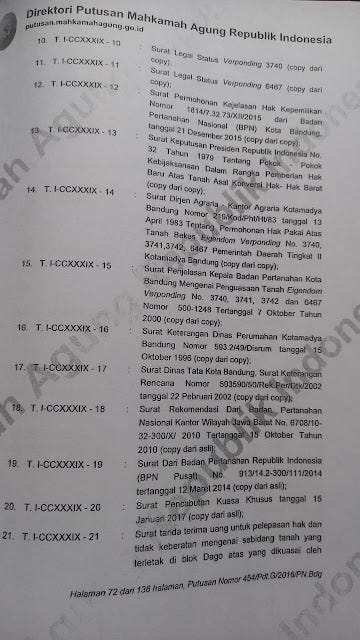 Direktori Putusan Mahkamah Agung Republik Indonesia
putusan.mahkamahagung.go.id
10. T. I-CCXXXIX - 10 : Surat Legal Status Verponding 3740 (copy dari
copy);
11. T. I-CCXXXIX - 11 : Surat Legal Status Verponding 6467 (copy dari
copy);
12. T. I-CCXXXIX - 12 : Surat Permohonan Kejelasan Hak Kepemilikan
Nomor 1814/7.32.73/XII/2015 dari Badan
Pertanahan Nasional (BPN) Kota Bandung,
tanggal 21 Desember 2015 (copy dari copy);
13. T. I-CCXXXIX - 13 : Surat Keputusan Presiden Republik Indonesia No.
32 Tahun 1979 Tentang Pokok - Pokok
Kebijaksanaan Dalam Rangka Pemberian Hak
Baru Atas Tanah Asal Konversi Hak- Hak Barat
(copy dari copy);
14. T. I-CCXXXIX - 14 : Surat Dirjen Agraria, Kantor Agraria Kotamadya
Bandung Nomor 216/Kod/Pht/Hb/83 tanggal 13
April 1983 Tentang, Permohonan Hak Pakai Atas
Tanah Bekas Eigendom Verponding No. 3740,
3741,3742, 6467 Pemerintah Daerah Tingkat II
Kotamadya Bandung (copy dari copy);
15. T. I-CCXXXIX - 15 : Surat Penjelasan Kepala Badan Pertanahan Kota
Bandung Mengenai Penguasaan Tanah Eigendom
Verponding No. 3740, 3741, 3742 dan 6467
Nomor 500-1248 Tertanggal 7 Oktober Tahun
2000 (copy dari copy);
16. T. I-CCXXXIX - 16 : Surat Keterangan Dinas Perumahan Kotamadya
Bandung Nomor 593.2/49/Disrum tanggal 15
Oktober 1996 (copy dari copy);
17. T. I-CCXXXIX - 17 : Surat Dinas Tata Kota Bandung, Surat Keterangan
Rencana Nomor 503590/50/Rek.Per/Dtk/2002
tanggal 22 Pebruari 2002 (copy dari copy);
18. T. I-CCXXXIX - 18 : Surat Rekomendasi Dari Badan Pertanahan
Nasional Kantor Wilayah Jawa Barat No. 6708/10-
32-300/X/ 2010 Tertanggal 15 Oktober Tahun
2010 (copy dari asli);
19. T. I-CCXXXIX - 19 : Surat Dari Badan Pertanahan Republik Indonesia
(BPN Pusat) No. 913/14.2-300/111/2014
tertanggal 12 Maret 2014 (copy dari asli);
20. T. I-CCXXXIX - 20 : Surat Pencabutan Kuasa Khusus tanggal 15
Januari 2017 (copy dari asli);
21. T. I-CCXXXIX - 21 : Surat tanda terima uang untuk pelepasan hak dan
tidak keberatan mengenai sebidang tanah yang
terletak di blok Dago atas yang dikuasai oleh
Halaman 72 dari 136 halaman, Putusan Nomor 454/Pdt.G/2016/PN.Bdg